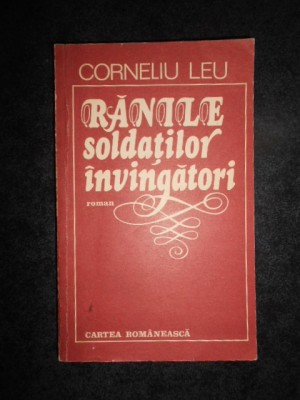 CORNELIU LEU
RĂNILE
soldaților
învingători
roman
CARTEA ROMÂNEASCĂ